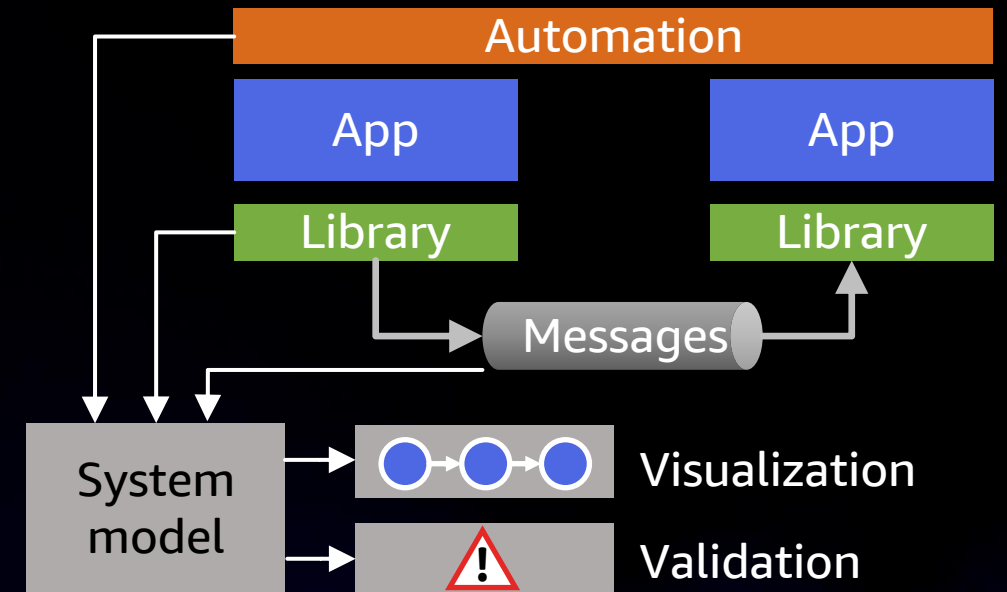 Automation
App
App
Library
Library
Messages
System
model
Visualization
!
Validation